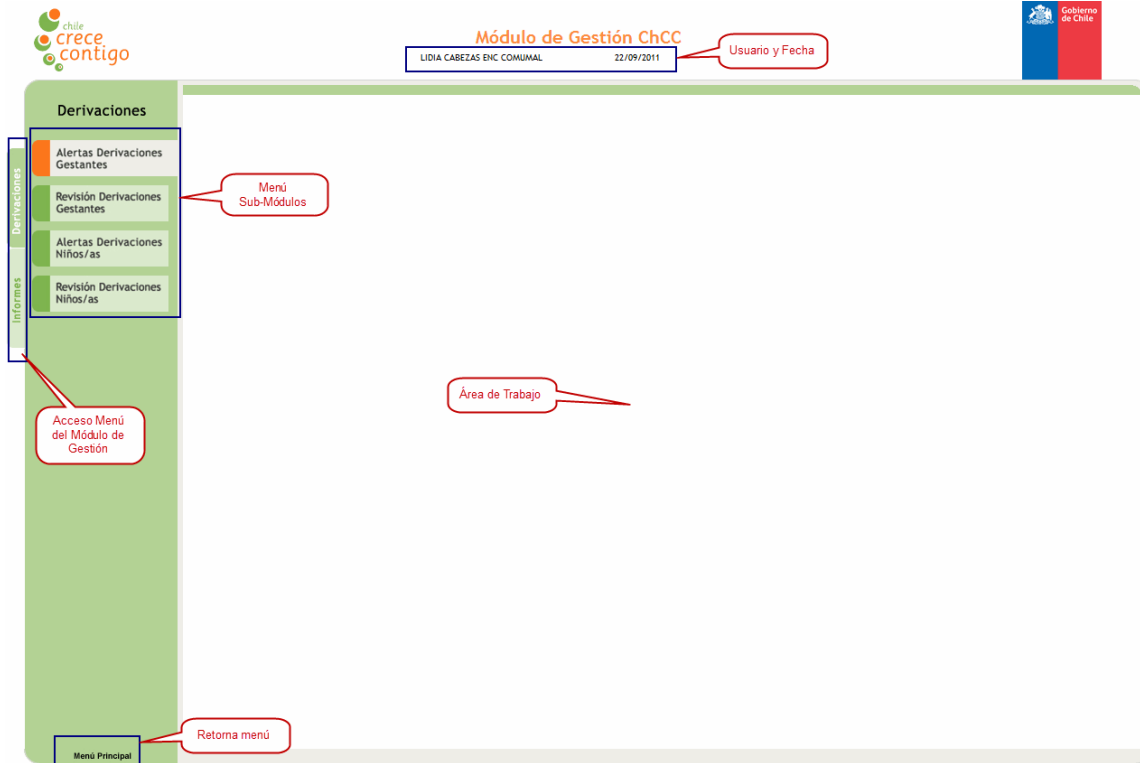 chile
crece
contigo
Módulo de Gestión ChCC
LIDIA CABEZAS ENC COMUMAL 22/09/2011
Usuario y Fecha
Gobierno
de Chile
Derivaciones
Alertas Derivaciones
Gestantes
Revisión Derivaciones
Gestantes
Alertas Derivaciones
Niños/as
Revisión Derivaciones
Niños/as
Derivaciones
Informes
Menú
Sub-Módulos
Área de Trabajo
Acceso Menú
del Módulo de
Gestión
Retorna menú
Menú Principal